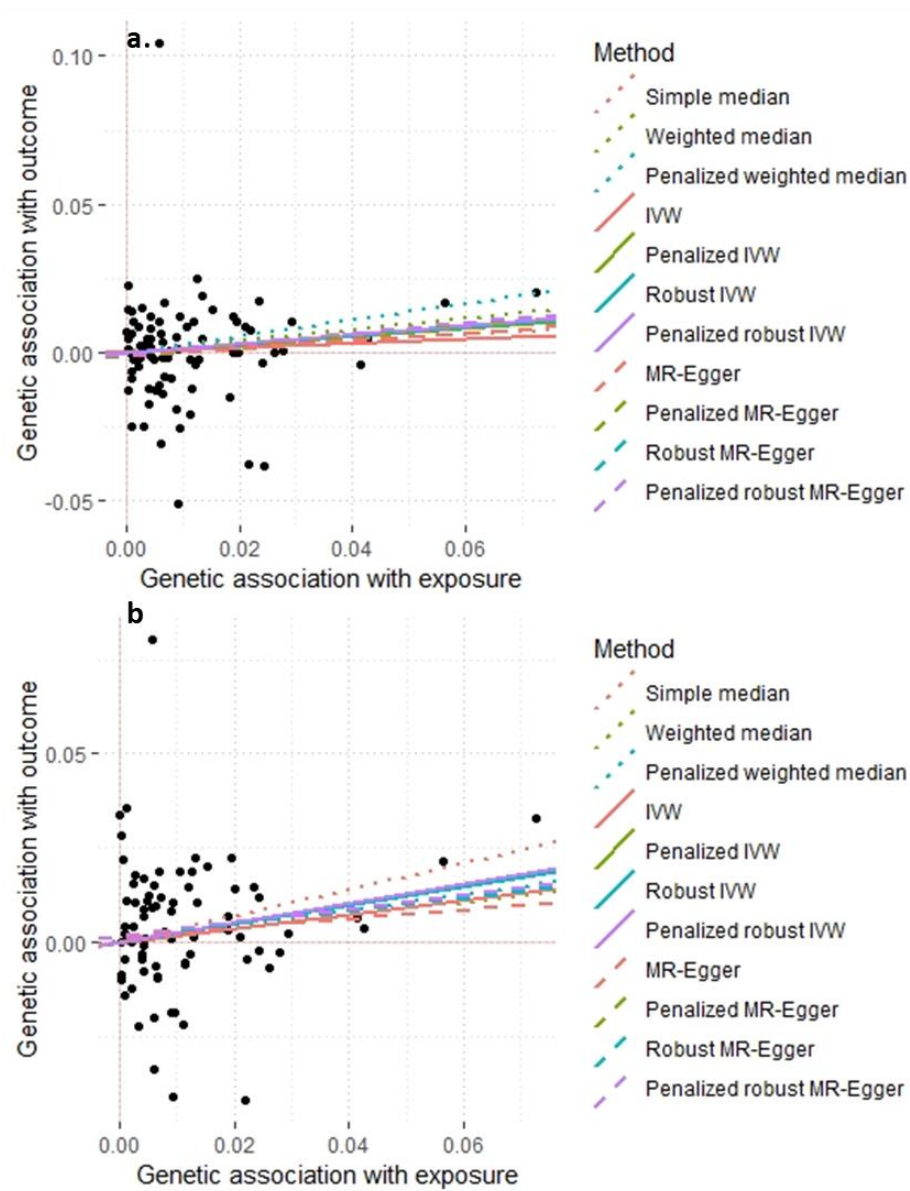 a.
Genetic association with outcome
0.10
0.05
0.00
-0.05
0.00 0.02 0.04 0.06
Genetic association with exposure
Method
Simple median
Weighted median
Penalized weighted median
IVW
Penalized IVW
Robust IVW
Penalized robust IVW
MR-Egger
Penalized MR-Egger
Robust MR-Egger
Penalized robust MR-Egger
b
Genetic association with outcome
0.05
0.00
0.00 0.02 0.04 0.06
Genetic association with exposure
Method
Simple median
Weighted median
Penalized weighted median
IVW
Penalized IVW
Robust IVW
Penalized robust IVW
MR-Egger
Penalized MR-Egger
Robust MR-Egger
Penalized robust MR-Egger